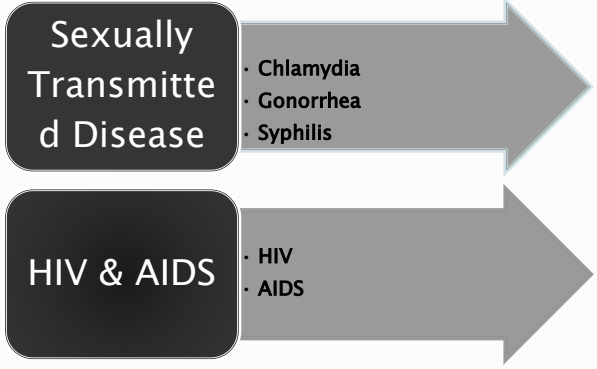 Sexually
Transmitte
d Disease
· Chlamydia
· Gonorrhea
· Syphilis
HIV & AIDS
· HIV
· AIDS